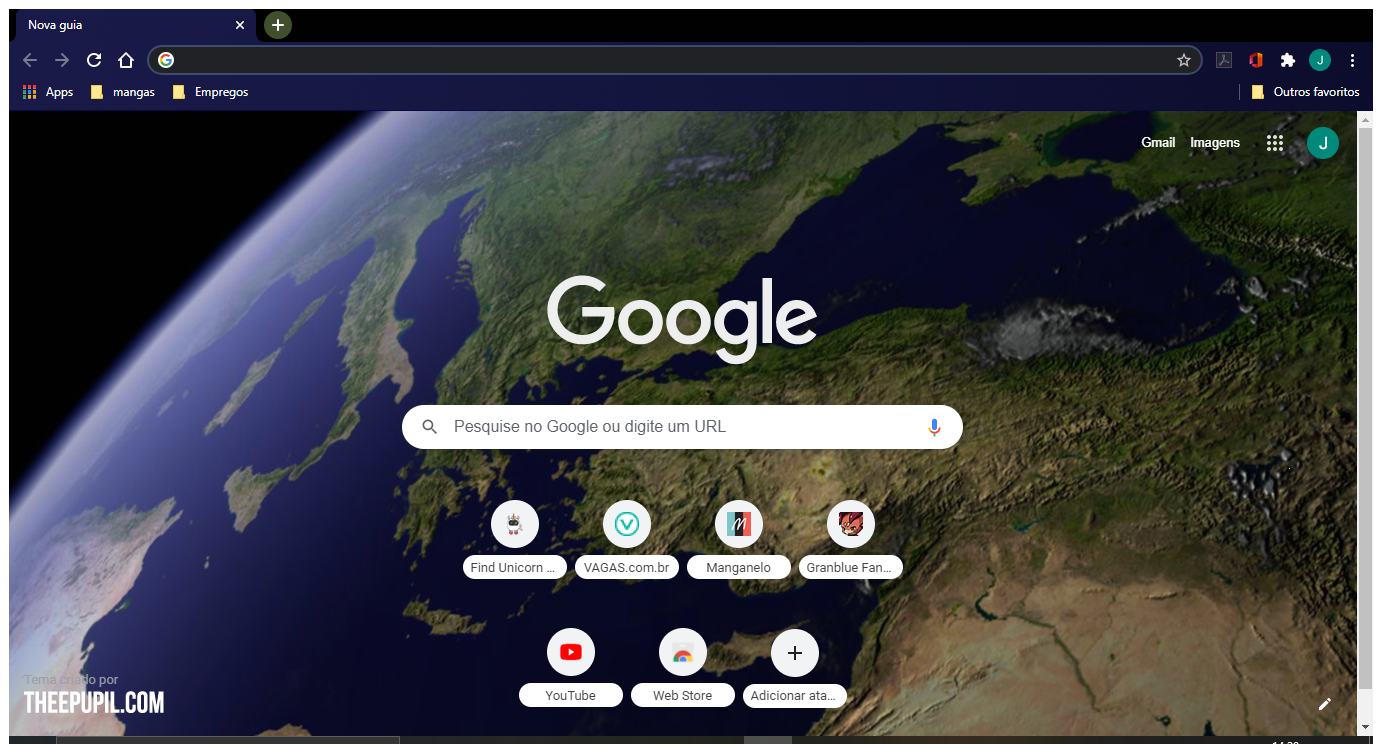 Nova guia
Apps mangas Empregos Outros favoritos
Gmail Imagens J
J
Google
Pesquise no Google ou digite um URL
Find Unicorn ... VAGAS.com.br Manganelo Granblue Fan...
YouTube Web Store Adicionar ata...
Tema criado por
THEEPUPIL.COM